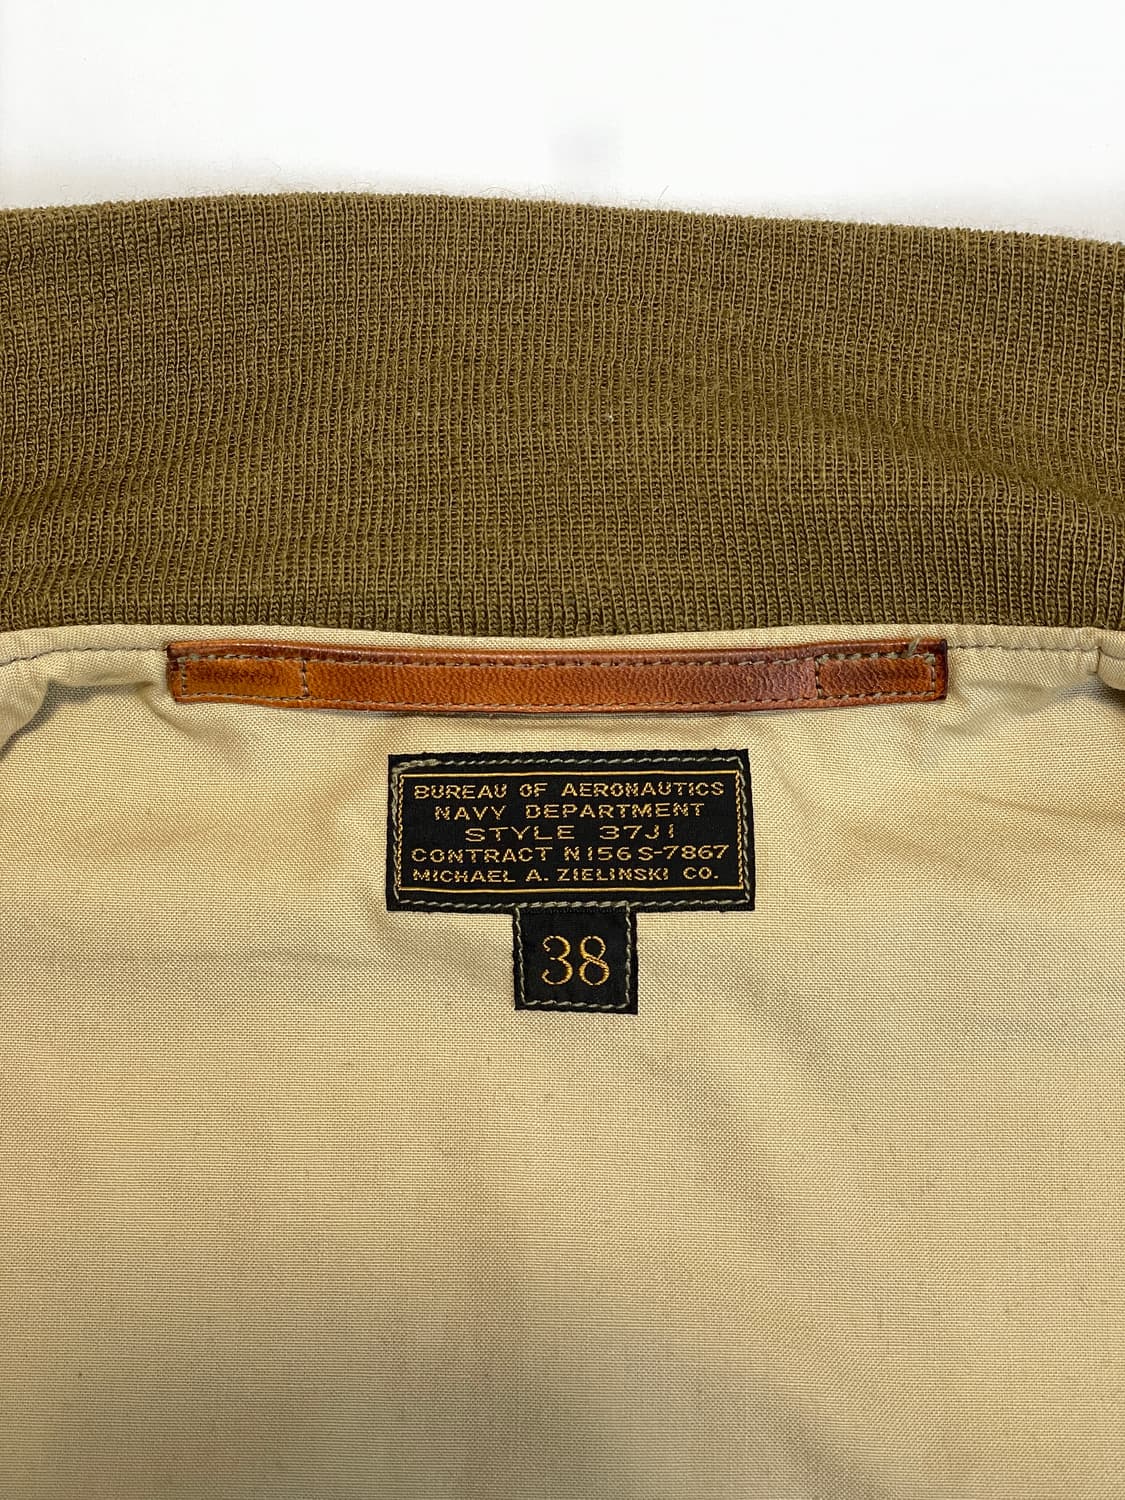 BUREAU OF AERONAUTICS
NAVY DEPARTMENT
STYLE 37J1
CONTRACT N156S-7867
MICHAEL A. ZIELINSKI CO.
38